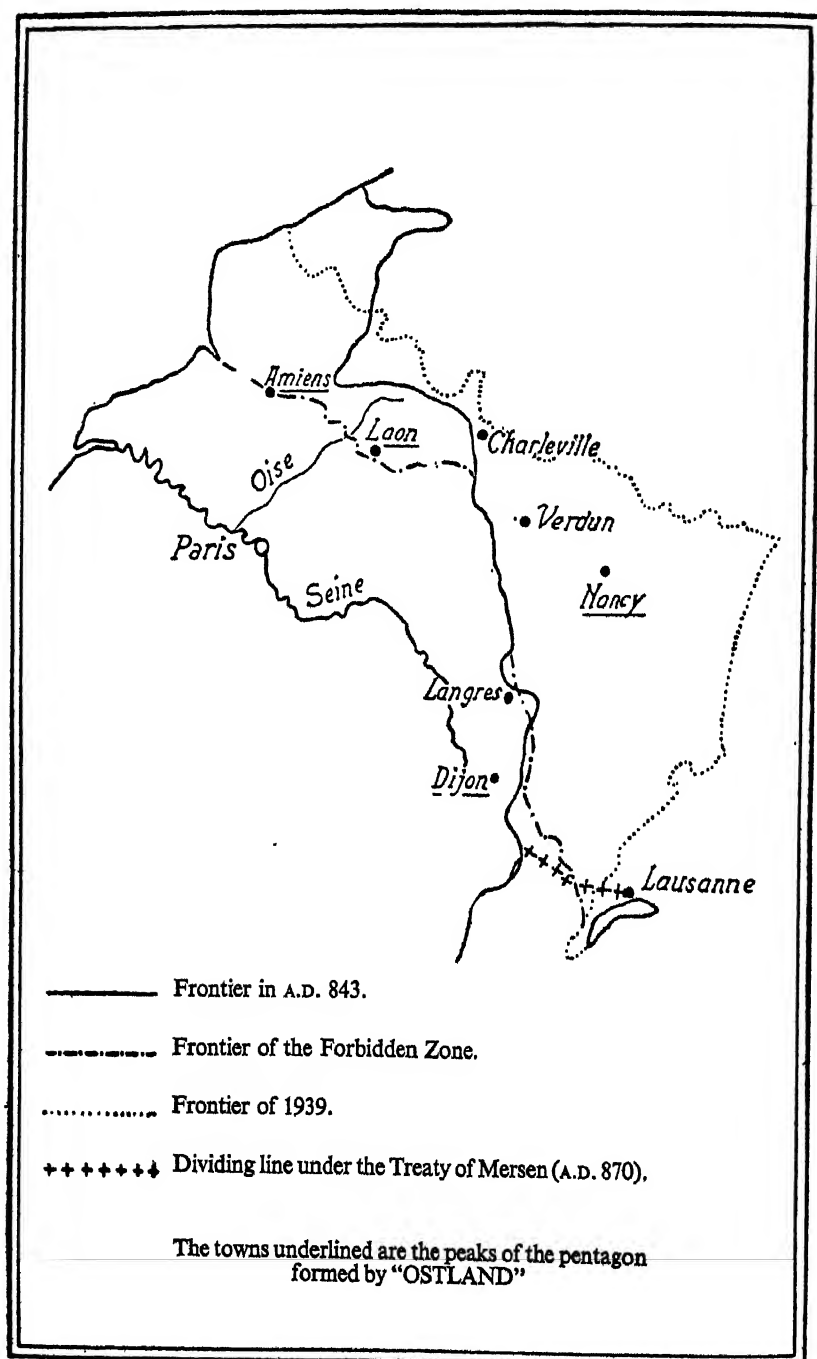 Amiens
Laon
Charleville
Oise
Verdun
Paris
Nancy
Seine
Langres
Dijon
Lausanne
Frontier in A.D. 843.
Frontier of the Forbidden Zone.
Frontier of 1939.
Dividing line under the Treaty of Mersen (A.D. 870).
The towns underlined are the peaks of the pentagon
formed by "OSTLAND"